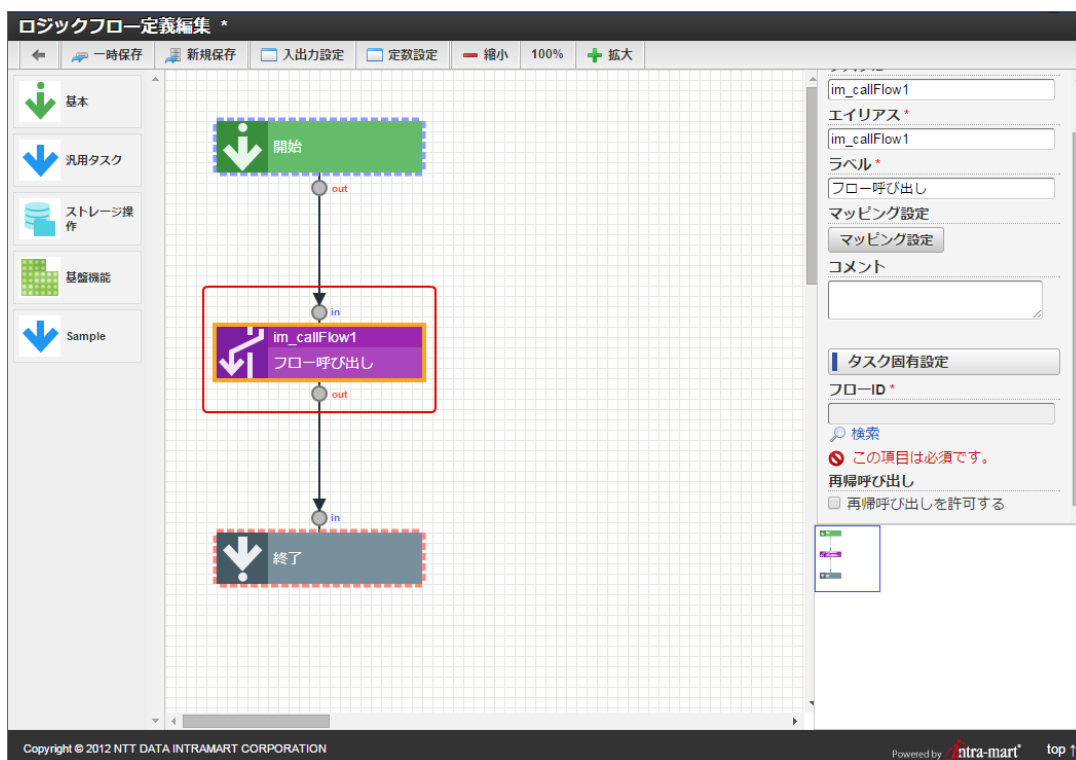 ロジックフロー定義編集 *
一時保存 新規保存 入出力設定 定数設定 縮小 100% 拡大
基本
汎用タスク
ストレージ操
作
基盤機能
Sample
開始
out
in
im_callFlow1
フロー呼び出し
out
in
終了
im_callFlow1
エイリアス *
im_callFlow1
ラベル *
フロー呼び出し
マッピング設定
マッピング設定
コメント
タスク固有設定
フローID *
検索
この項目は必須です。
再帰呼び出し
再帰呼び出しを許可する
Copyright © 2012 NTT DATA INTRAMART CORPORATION
Powered by intra-mart
top ↑